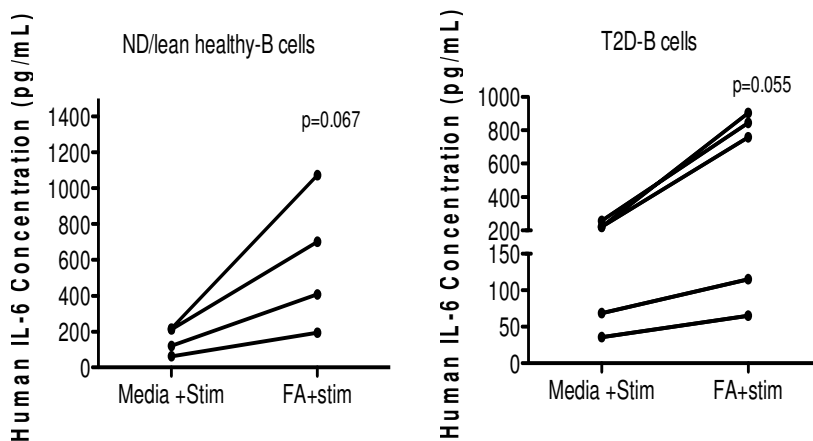 Human IL-6 Concentration (pg/mL)
ND/lean healthy-B cells
p=0.067
1400
1200
1000
800
600
400
200
0
Media +Stim
FA+stim
Human IL-6 Concentration (pg/mL)
T2D-B cells
p=0.055
1000
800
600
400
200
150
100
50
0
Media +Stim
FA+stim